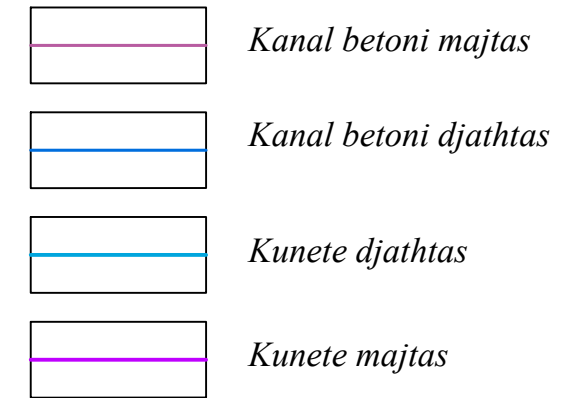 Kanal betoni majtas
Kanal betoni djathtas
Kunete djathtas
Kunete majtas